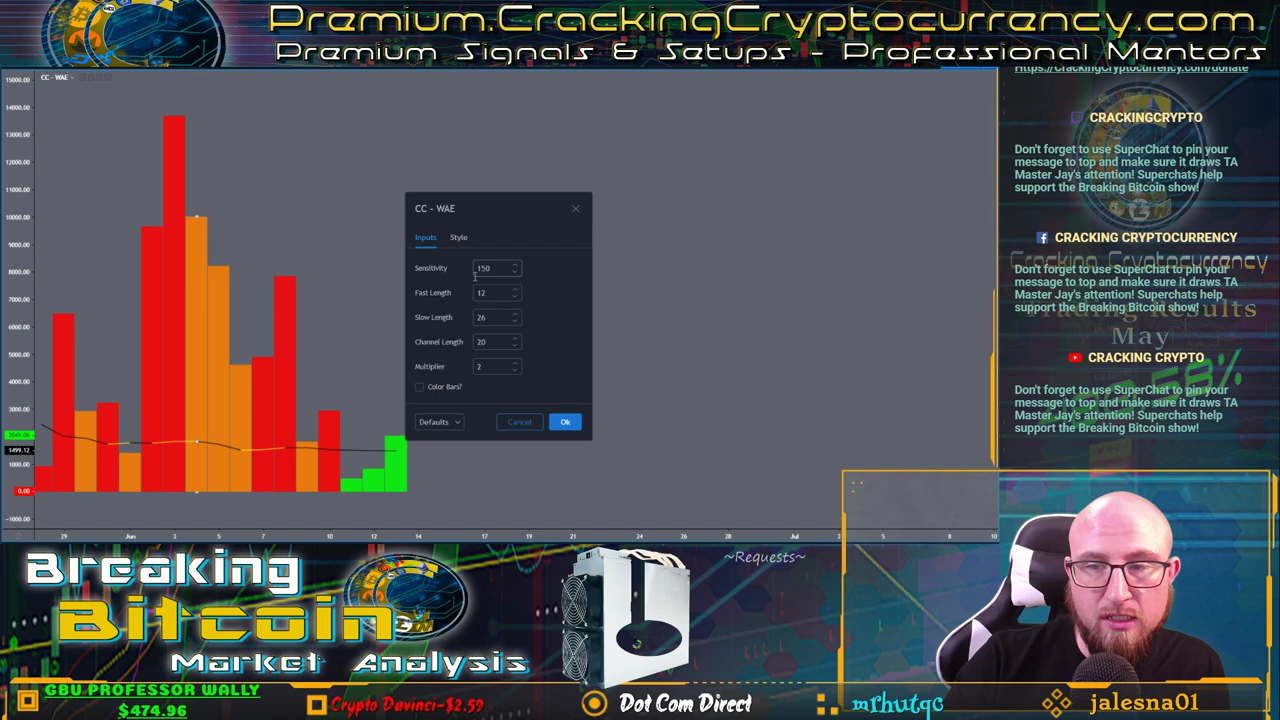 Premium.CrackingCryptocurrency.com
Premium Signals & Setups - Professional Mentors
CC - WAE
15000.00
14000.00
13000.00
12000.00
11000.00
10000.00
9000.00
8000.00
7000.00
6000.00
5000.00
4000.00
3000.00
2049.06
1499.12
1000.00
0.00
-1000.00
29
Jun
3
5
7
10
12
14
17
19
21
24
26
28
Jul
3
5
8
10
CC - WAE
Inputs
Style
Sensitivity
150
Fast Length
12
Slow Length
26
Channel Length
20
Multiplier
2
Color Bars?
Defaults
Cancel
Ok
Https://CrackingCryptocurrency.com/donate
CRACKINGCRYPTO
Don't forget to use SuperChat to pin your
message to top and make sure it draws TA
Master Jay's attention! Superchats help
support the Breaking Bitcoin show!
CRACKING CRYPTOCURRENCY
Cracking Cryptocurrency
Don't forget to use SuperChat to pin your
message to top and make sure it draws TA
Master Jay's attention! Superchats help
support the Breaking Bitcoin show!
Trading Results
May
CRACKING CRYPTO
Don't forget to use SuperChat to pin your
message to top and make sure it draws TA
Master Jay's attention! Superchats help
support the Breaking Bitcoin show!
Breaking
Bitcoin
Market Analysis
~Requests~
GBU PROFESSOR WALLY
$474.96
Crypto Davinci-$2.59
Dot Com Direct
mrhutqc
jalesna01